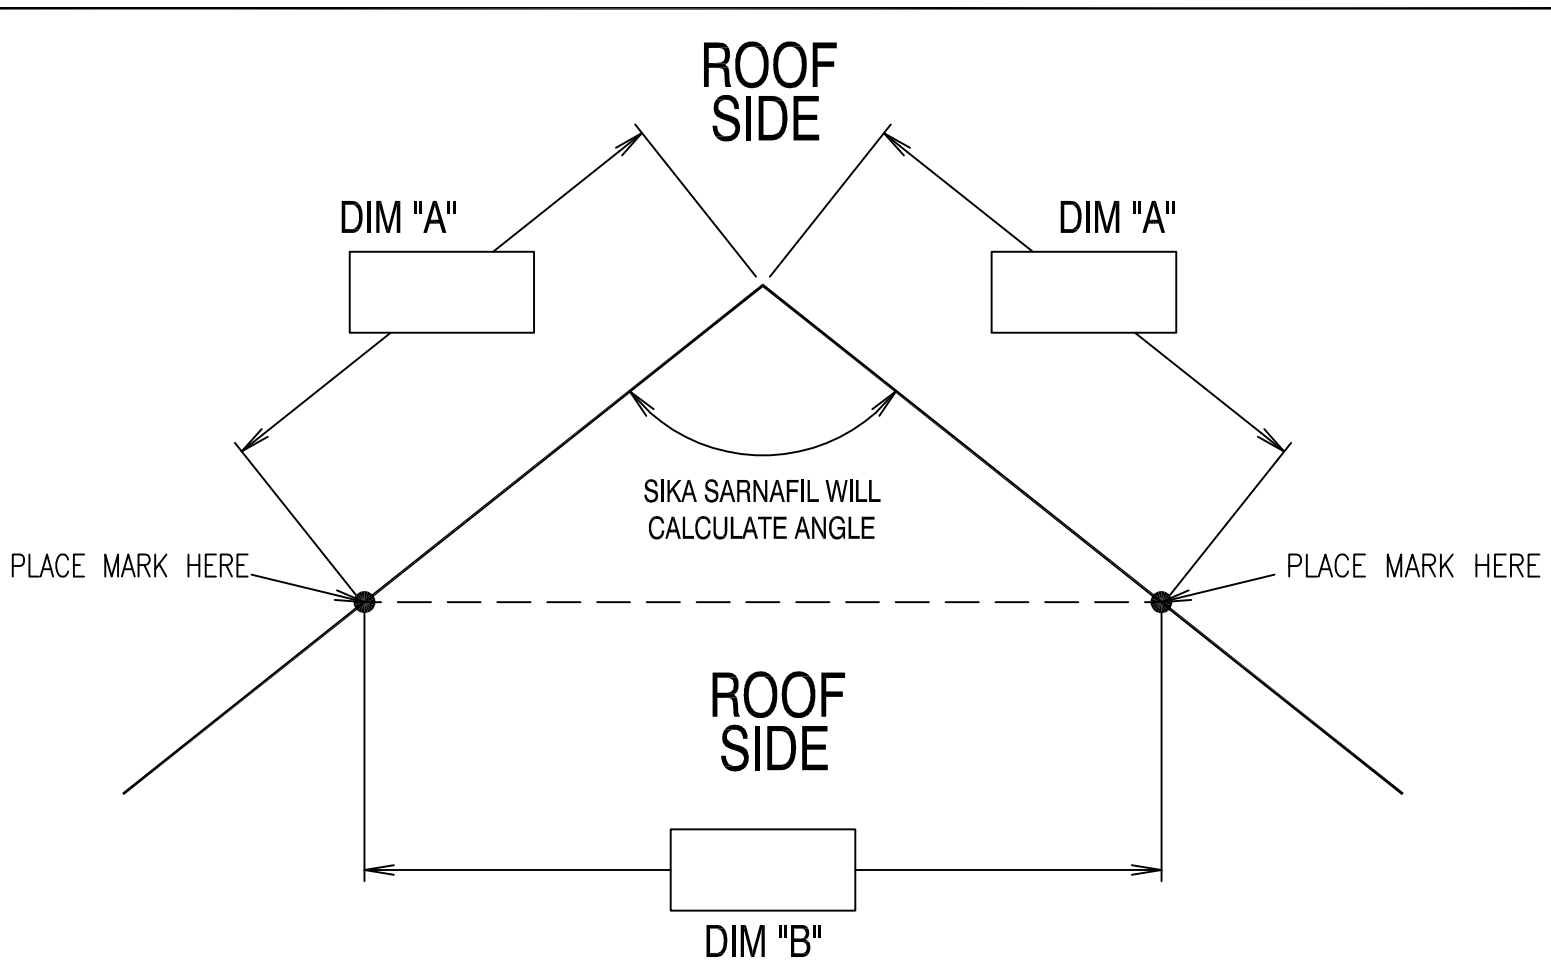 ROOF
SIDE
DIM "A"
DIM "A"
SIKA SARNAFIL WILL
CALCULATE ANGLE
PLACE MARK HERE
PLACE MARK HERE
ROOF
SIDE
DIM "B"